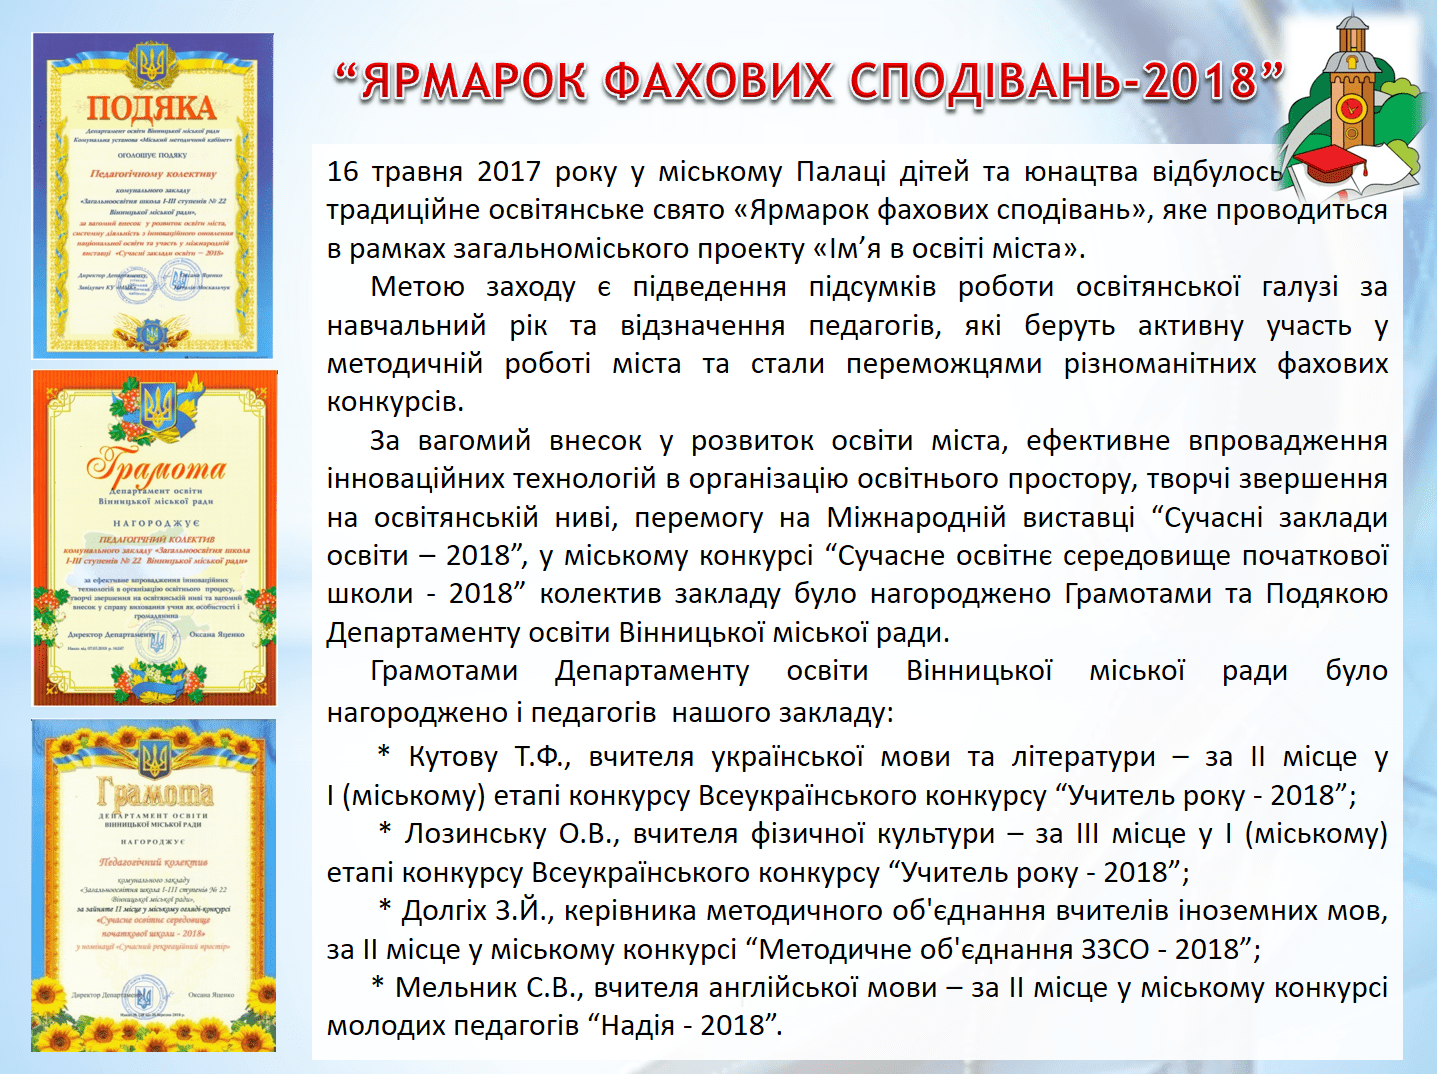 “ЯРМАРОК ФАХОВИХ СПОДІВАНЬ-2018”
16 травня 2017 року у міському Палаці дітей та юнацтва відбулось
традиційне освітянське свято «Ярмарок фахових сподівань», яке проводиться
в рамках загальноміського проекту «Ім’я в освіті міста».
Метою заходу є підведення підсумків роботи освітянської галузі за
навчальний рік та відзначення педагогів, які беруть активну участь у
методичній роботі міста та стали переможцями різноманітних фахових
конкурсів.
За вагомий внесок у розвиток освіти міста, ефективне впровадження
інноваційних технологій в організацію освітнього простору, творчі звершення
на освітянській ниві, перемогу на Міжнародній виставці “Сучасні заклади
освіти – 2018”, у міському конкурсі “Сучасне освітнє середовище початкової
школи - 2018” колектив закладу було нагороджено Грамотами та Подякою
Департаменту освіти Вінницької міської ради.
Грамотами Департаменту освіти Вінницької міської ради було
нагороджено і педагогів нашого закладу:
* Кутову Т.Ф., вчителя української мови та літератури – за ІІ місце у
І (міському) етапі конкурсу Всеукраїнського конкурсу “Учитель року - 2018”;
* Лозинську О.В., вчителя фізичної культури – за ІІІ місце у І (міському)
етапі конкурсу Всеукраїнського конкурсу “Учитель року - 2018”;
* Долгіх З.Й., керівника методичного об'єднання вчителів іноземних мов,
за ІІ місце у міському конкурсі “Методичне об'єднання ЗЗСО - 2018”;
* Мельник С.В., вчителя англійської мови – за ІІ місце у міському конкурсі
молодих педагогів “Надія - 2018”.
ПОДЯКА
Департамент освіти Вінницької міської ради
Комунальна установа «Міський методичний кабінет»
ОГОЛОШУЄ ПОДЯКУ
Педагогічному колективу
комунального закладу
«Загальноосвітня школа І-ІІІ ступенів № 22
Вінницької міської ради»,
за вагомий внесок у розвиток освіти міста,
системну діяльність з інноваційного оновлення
національної освіти та участь у міжнародній
виставці «Сучасні заклади освіти – 2018»
Директор Департаменту Оксана Яценко
Завідувач КУ «ММК» Наталія Москальчук
Грамота
Департамент освіти
Вінницької міської ради
НАГОРОДЖУЄ
ПЕДАГОГІЧНИЙ КОЛЕКТИВ
комунального закладу «Загальноосвітня школа
І-ІІІ ступенів № 22 Вінницької міської ради»
за ефективне впровадження інноваційних
технологій в організацію освітнього процесу,
творчі звершення на освітянській ниві та вагомий
внесок у справу виховання учня як особистості і
громадянина
Директор Департаменту Оксана Яценко
Грамота
ДЕПАРТАМЕНТ ОСВІТИ
ВІННИЦЬКОЇ МІСЬКОЇ РАДИ
НАГОРОДЖУЄ
Педагогічний колектив
комунального закладу
«Загальноосвітня школа І-ІІІ ступенів № 22
Вінницької міської ради»,
за зайняте ІІ місце у міському огляді-конкурсі
«Сучасне освітнє середовище
початкової школи - 2018»
у номінації «Сучасний рекреаційний простір»
Директор Департаменту Оксана Яценко